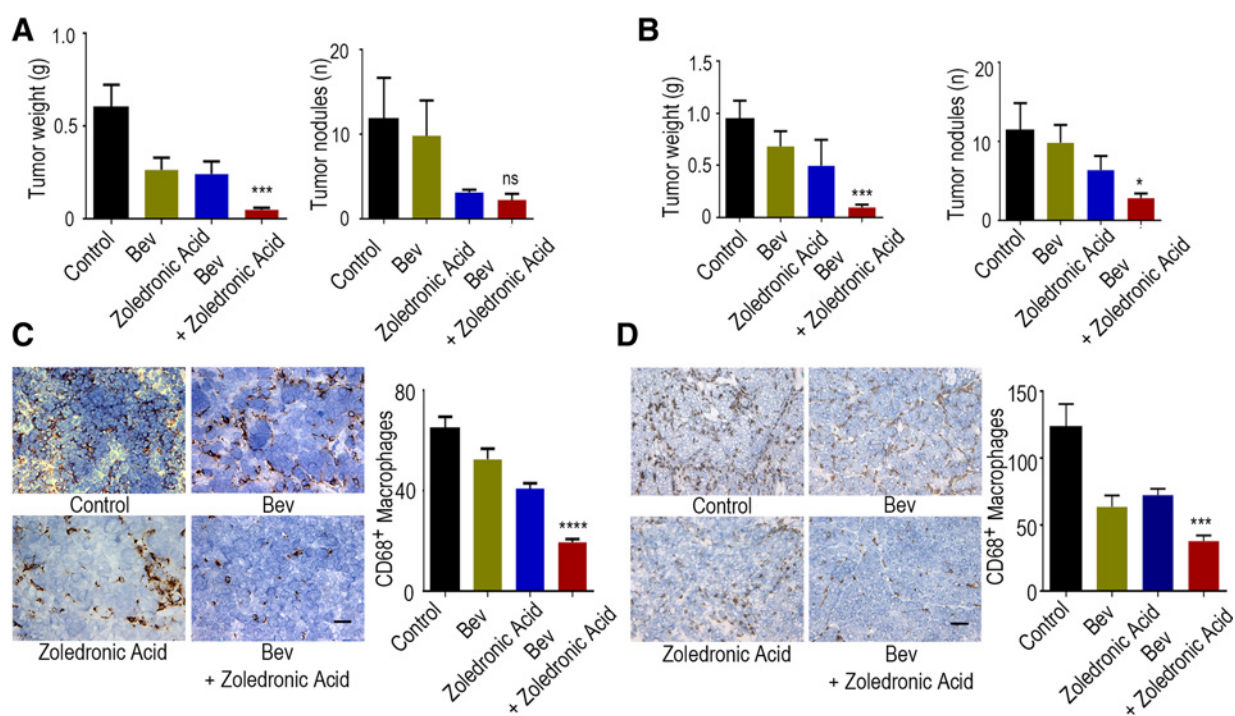 A
Tumor weight (g)
1.0
0.5
0
Control
Bev
Zoledronic Acid
Bev
+ Zoledronic Acid
***
Tumor nodules (n)
20
10
0
Control
Bev
Zoledronic Acid
Bev
+ Zoledronic Acid
ns
B
Tumor weight (g)
1.5
1.0
0.5
0
Control
Bev
Zoledronic Acid
Bev
+ Zoledronic Acid
***
Tumor nodules (n)
20
10
0
Control
Bev
Zoledronic Acid
Bev
+ Zoledronic Acid
*
C
Control
Bev
Zoledronic Acid
Bev
+ Zoledronic Acid
CD68+ Macrophages
80
40
0
Control
Bev
Zoledronic Acid
Bev
+ Zoledronic Acid
****
D
Control
Bev
Zoledronic Acid
Bev
+ Zoledronic Acid
CD68+ Macrophages
150
100
50
0
Control
Bev
Zoledronic Acid
Bev
+ Zoledronic Acid
***